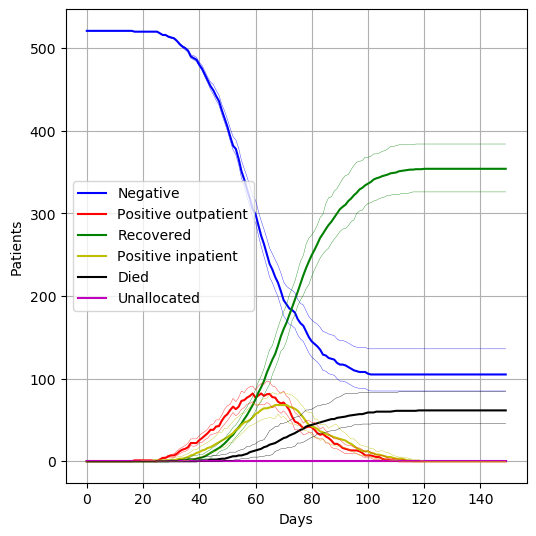 500
400
300
200
100
0
Patients
Negative
Positive outpatient
Recovered
Positive inpatient
Died
Unallocated
0 20 40 60 80 100 120 140
Days